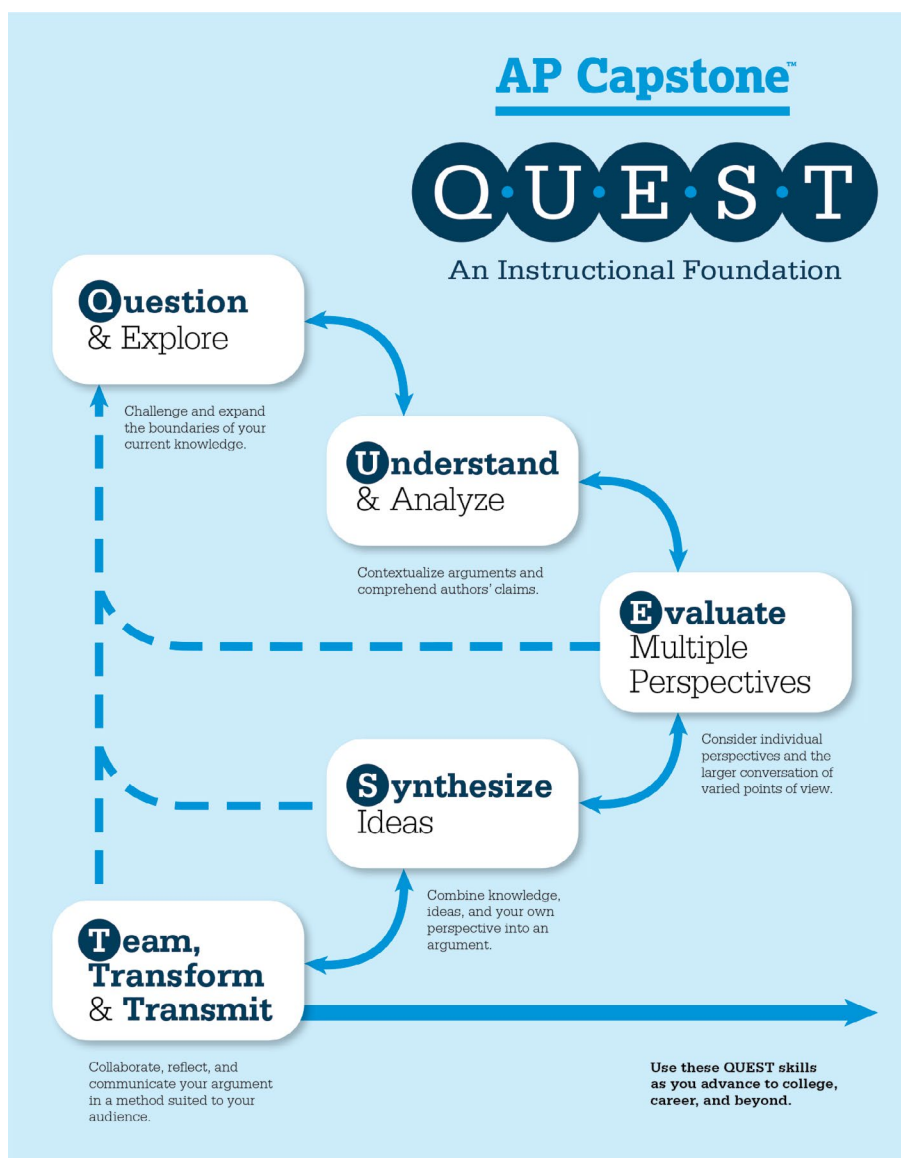 AP Capstone™
Q·U·E·S·T
An Instructional Foundation
Question
& Explore
Challenge and expand
the boundaries of your
current knowledge.
Understand
& Analyze
Contextualize arguments and
comprehend authors’ claims.
Evaluate
Multiple
Perspectives
Consider individual
perspectives and the
larger conversation of
varied points of view.
Synthesize
Ideas
Combine knowledge,
ideas, and your own
perspective into an
argument.
Team,
Transform
& Transmit
Collaborate, reflect, and
communicate your argument
in a method suited to your
audience.
Use these QUEST skills
as you advance to college,
career, and beyond.